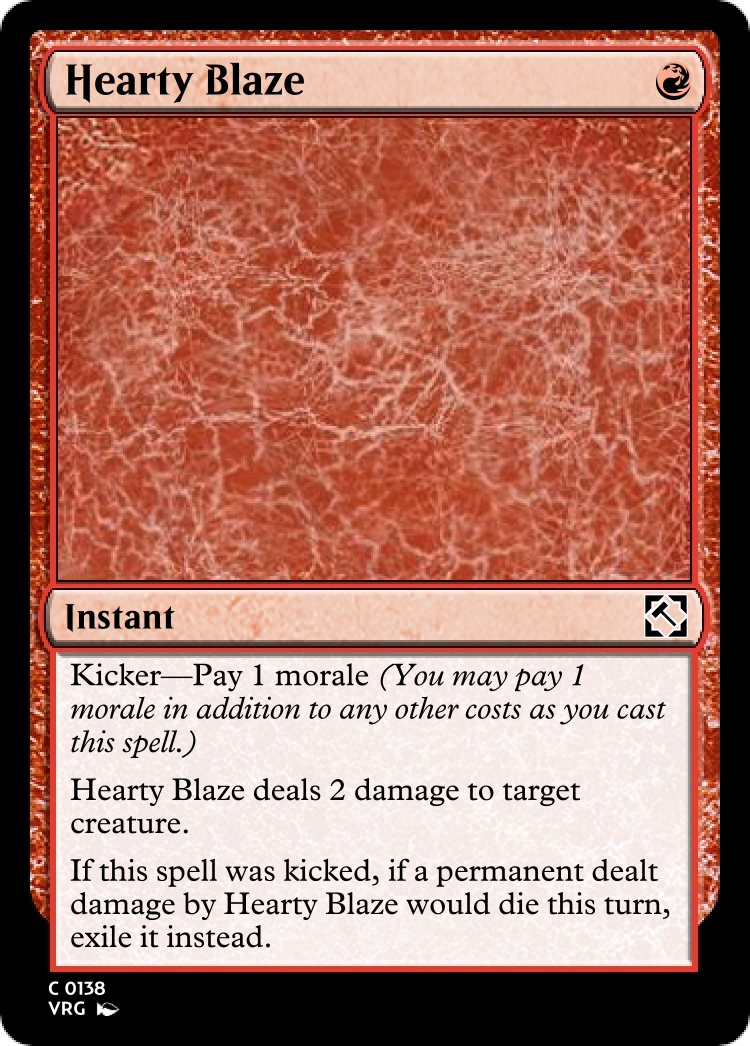 Hearty Blaze
Instant
Kicker—Pay 1 morale (You may pay 1
morale in addition to any other costs as you cast
this spell.)
Hearty Blaze deals 2 damage to target
creature.
If this spell was kicked, if a permanent dealt
damage by Hearty Blaze would die this turn,
exile it instead.
C 0138
VRG